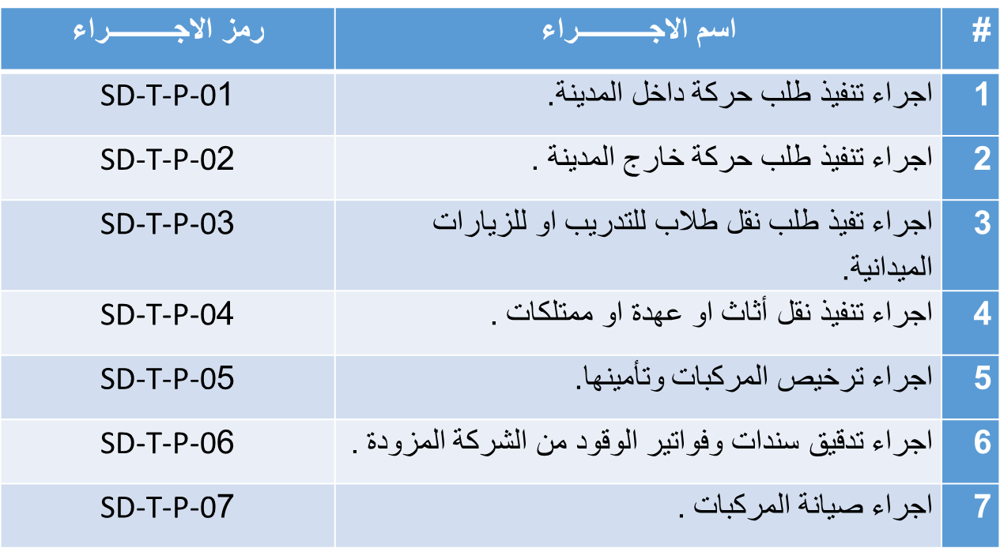 # اسم الاجـــــــــراء رمز الاجـــــــــراء
1 اجراء تنفيذ طلب حركة داخل المدينة. SD-T-P-01
2 اجراء تنفيذ طلب حركة خارج المدينة . SD-T-P-02
3 اجراء تفيذ طلب نقل طلاب للتدريب او للزيارات SD-T-P-03
الميدانية.
4 اجراء تنفيذ نقل أثاث او عهدة او ممتلكات . SD-T-P-04
5 اجراء ترخيص المركبات وتأمينها. SD-T-P-05
6 اجراء تدقيق سندات وفواتير الوقود من الشركة المزودة . SD-T-P-06
7 اجراء صيانة المركبات . SD-T-P-07